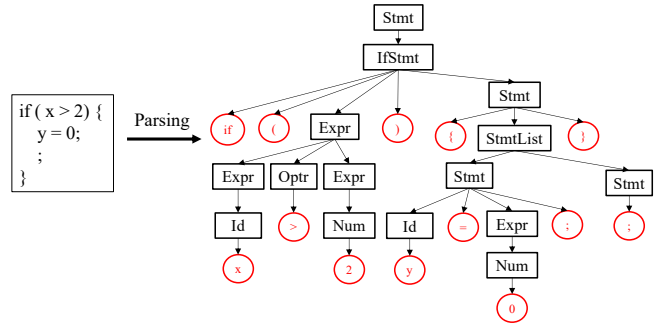 Stmt
IfStmt
if ( x > 2) {
y = 0;
;
}
Parsing
if ( Expr ) Stmt
{ StmtList }
Expr Optr Expr Stmt Stmt
Id > Num Id = Expr ; ;
x 2 y Num
0